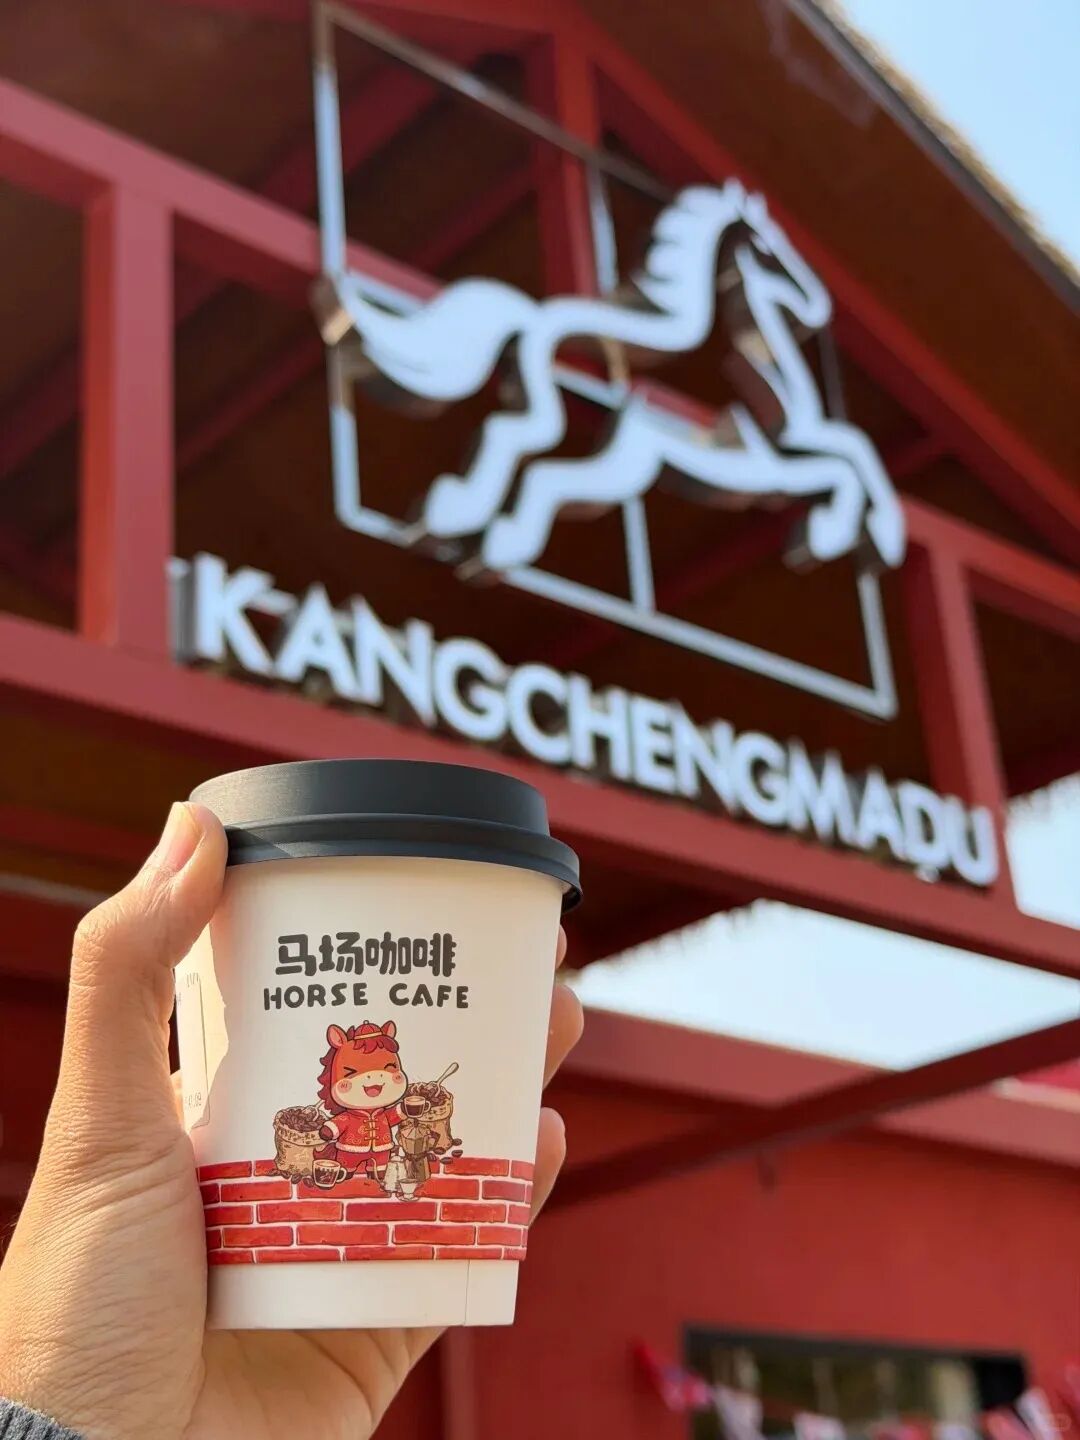 KANGCHENGMADU
马场咖啡
HORSE CAFE